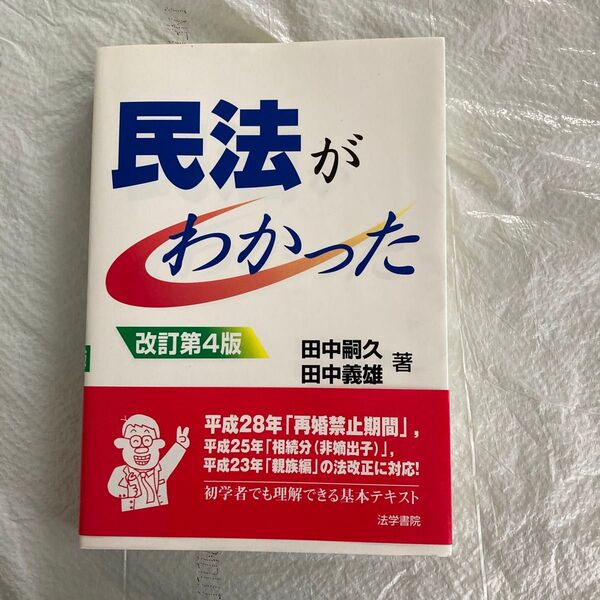 民法が
わかった
改訂第4版
田中嗣久
田中義雄
著
平成28年「再婚禁止期間」,
平成25年「相続分(非嫡出子)」,
平成23年「親族編」の法改正に対応!
初学者でも理解できる基本テキスト
法学書院